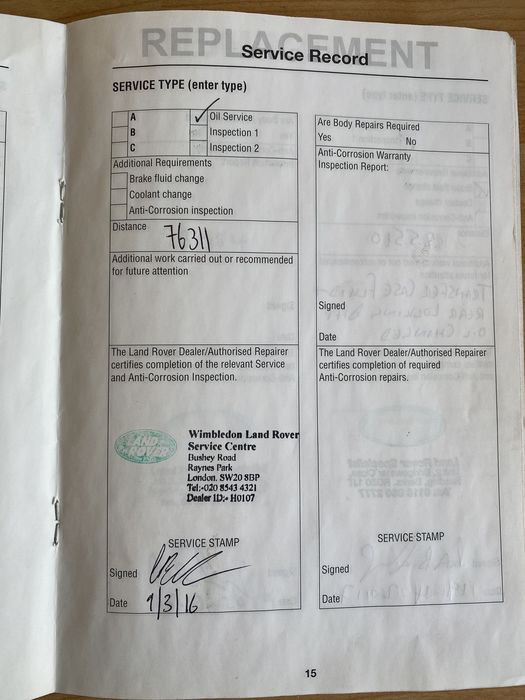 REPLACEMENT
Service Record
SERVICE TYPE (enter type)
A
✓ Oil Service
B
Inspection 1
C
Inspection 2
Additional Requirements
Brake fluid change
Coolant change
Anti-Corrosion inspection
Distance
76311
Additional work carried out or recommended
for future attention
The Land Rover Dealer/Authorised Repairer
certifies completion of the relevant Service
and Anti-Corrosion Inspection.
LAND
ROVER
Wimbledon Land Rover
Service Centre
Bushey Road
Raynes Park
London. SW20 8BP
Tel:-020 8543 4321
Dealer ID:- H0107
SERVICE STAMP
Signed
Date 1/3/16
Are Body Repairs Required
Yes No
Anti-Corrosion Warranty
Inspection Report:
Signed
Date
The Land Rover Dealer/Authorised Repairer
certifies completion of required
Anti-Corrosion repairs.
SERVICE STAMP
Signed
Date
15